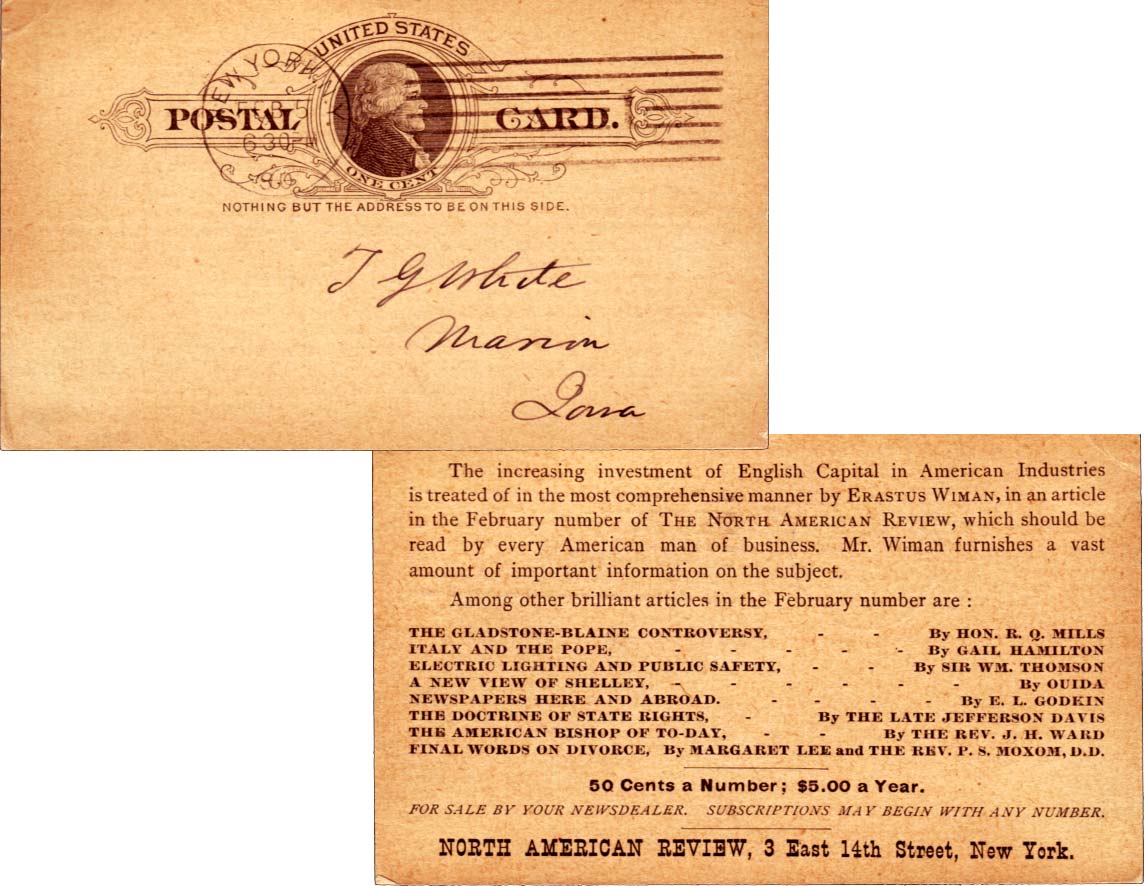 UNITED STATES
NEW YORK, N.Y.
FEB
630PM
POSTAL CARD.
ONE CENT
NOTHING BUT THE ADDRESS TO BE ON THIS SIDE.
T G White
Marion
Iowa
The increasing investment of English Capital in American Industries
is treated of in the most comprehensive manner by ERASTUS WIMAN, in an article
in the February number of THE NORTH AMERICAN REVIEW, which should be
read by every American man of business. Mr. Wiman furnishes a vast
amount of important information on the subject.
Among other brilliant articles in the February number are :
THE GLADSTONE-BLAINE CONTROVERSY, - - By HON. R. Q. MILLS
ITALY AND THE POPE, - - - - - - By GAIL HAMILTON
ELECTRIC LIGHTING AND PUBLIC SAFETY, - - By SIR WM. THOMSON
A NEW VIEW OF SHELLEY, - - - - - - By OUIDA
NEWSPAPERS HERE AND ABROAD. - - - - By E. L. GODKIN
THE DOCTRINE OF STATE RIGHTS, - By THE LATE JEFFERSON DAVIS
THE AMERICAN BISHOP OF TO-DAY, - - By THE REV. J. H. WARD
FINAL WORDS ON DIVORCE, By MARGARET LEE and THE REV. P. S. MOXOM, D.D.
50 Cents a Number; $5.00 a Year.
FOR SALE BY YOUR NEWSDEALER. SUBSCRIPTIONS MAY BEGIN WITH ANY NUMBER.
NORTH AMERICAN REVIEW, 3 East 14th Street, New York.